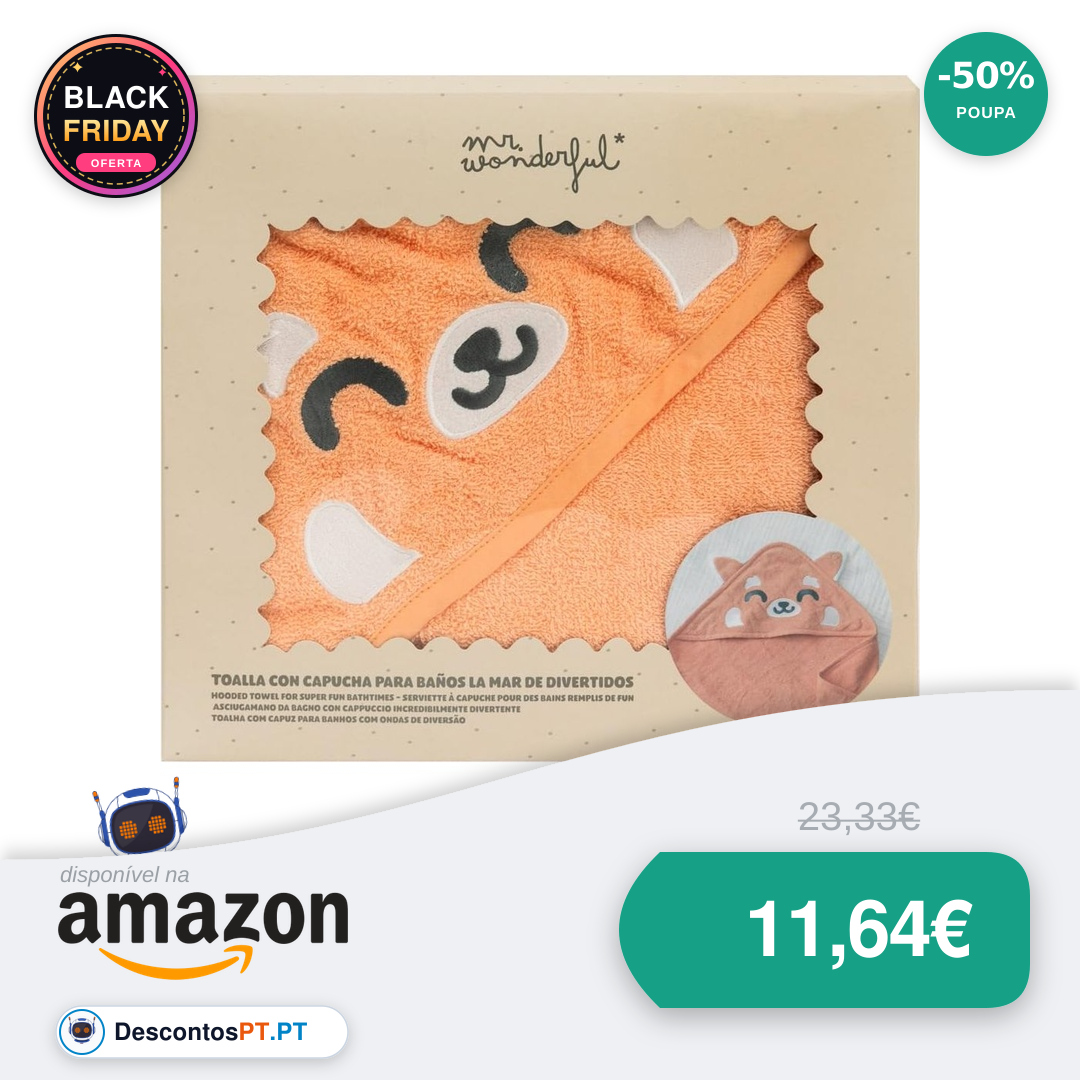 BLACK
FRIDAY
OFERTA
-50%
POUPA
mr.
wonderful*
TOALLA CON CAPUCHA PARA BAÑOS LA MAR DE DIVERTIDOS
HOODED TOWEL FOR SUPER FUN BATHTIMES – SERVIETTE À CAPUCHE POUR DES BAINS REMPLIS DE FUN
ASCIUGAMANO DA BAGNO CON CAPPUCCIO INCREDIBILMENTE DIVERTENTE
TOALHA COM CAPUZ PARA BANHOS COM ONDAS DE DIVERSÃO
23,33€
11,64€
disponível na
amazon
DescontosPT.PT